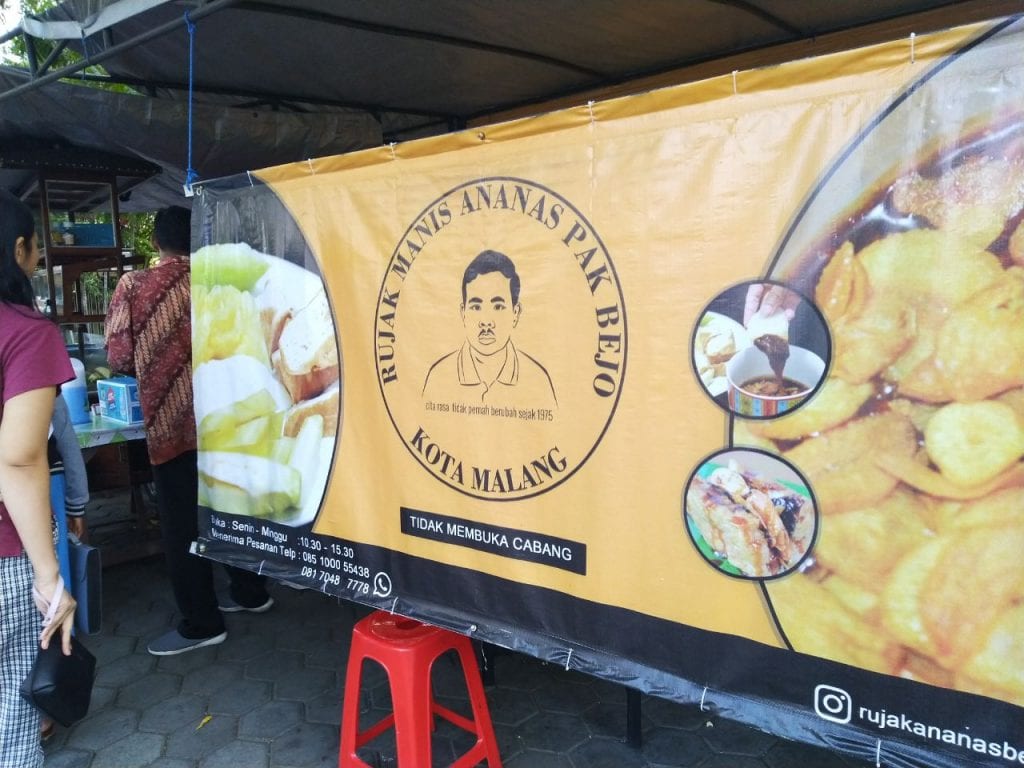 RUJAK MANIS ANANAS PAK BEJO
cita rasa tidak pernah berubah sejak 1975
KOTA MALANG
TIDAK MEMBUKA CABANG
Buka : Senin - Minggu : 10.30 - 15.30
Menerima Pesanan Telp : 085 1000 55438
081 7048 7778
rujakananasbe